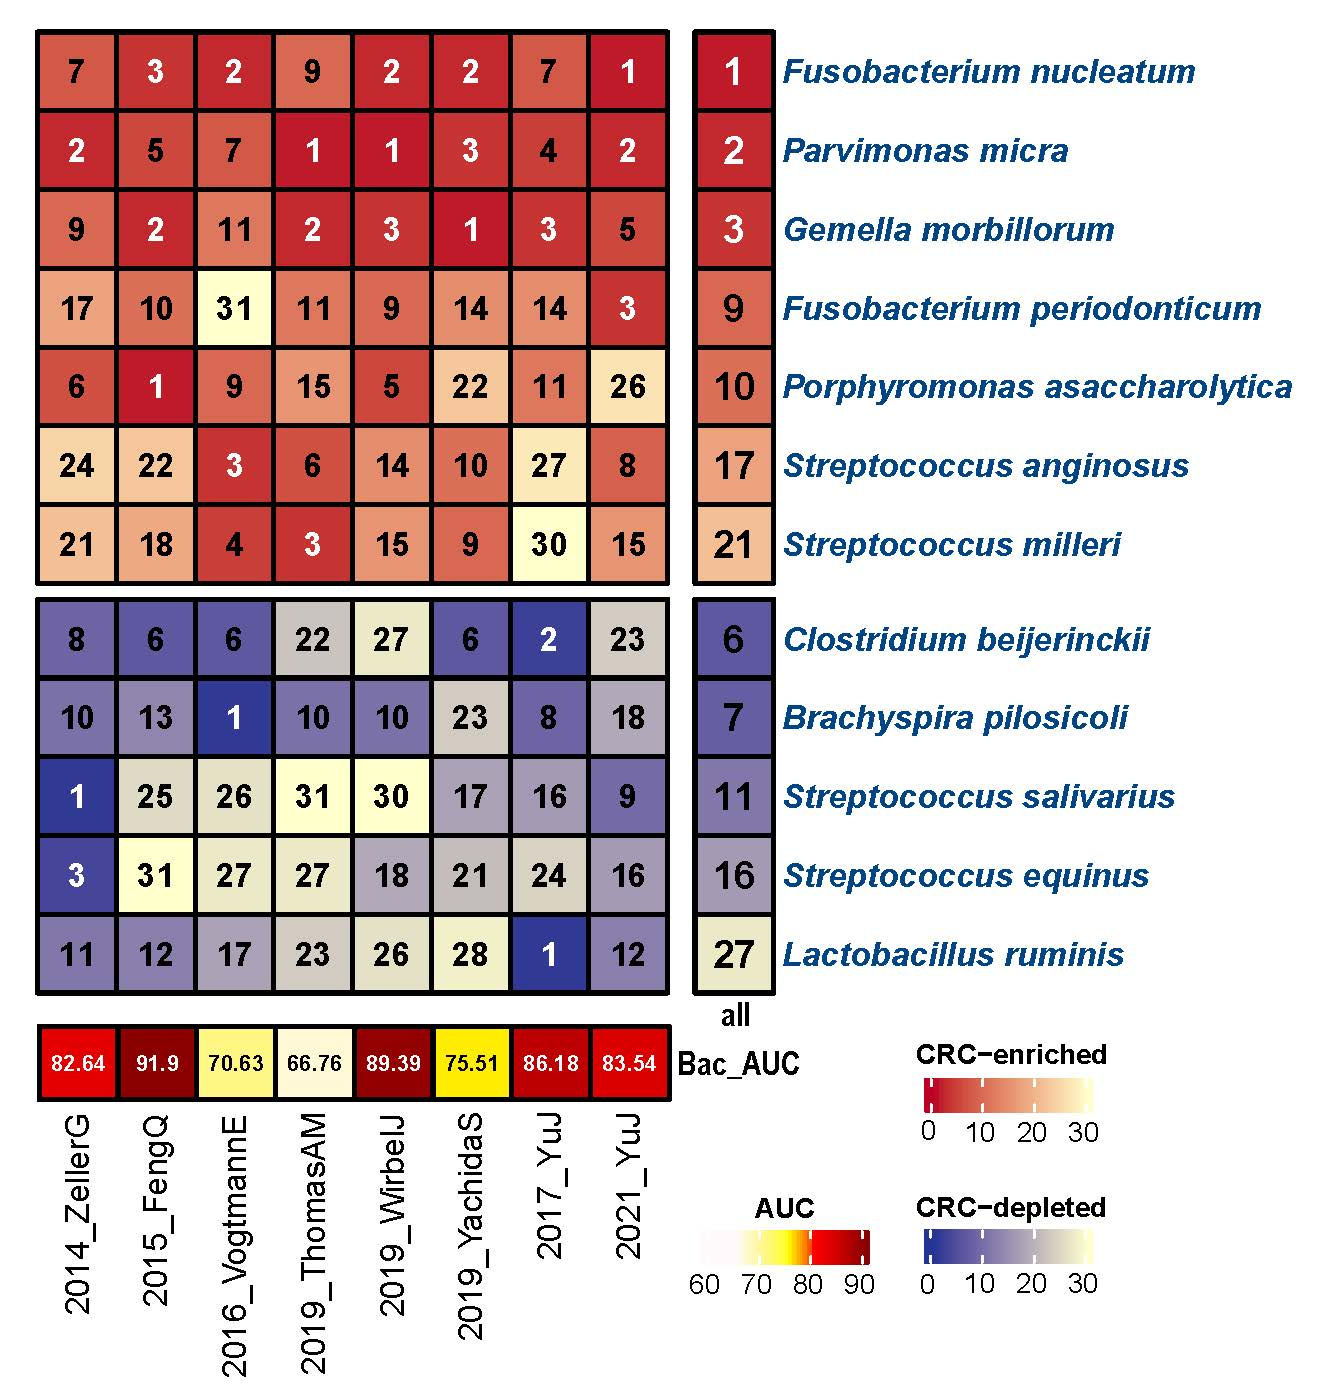 7 3 2 9 2 2 7 1 1 Fusobacterium nucleatum
2 5 7 1 1 3 4 2 2 Parvimonas micra
9 2 11 2 3 1 3 5 3 Gemella morbillorum
17 10 31 11 9 14 14 3 9 Fusobacterium periodonticum
6 1 9 15 5 22 11 26 10 Porphyromonas asaccharolytica
24 22 3 6 14 10 27 8 17 Streptococcus anginosus
21 18 4 3 15 9 30 15 21 Streptococcus milleri
8 6 6 22 27 6 2 23 6 Clostridium beijerinckii
10 13 1 10 10 23 8 18 7 Brachyspira pilosicoli
1 25 26 31 30 17 16 9 11 Streptococcus salivarius
3 31 27 27 18 21 24 16 16 Streptococcus equinus
11 12 17 23 26 28 1 12 27 Lactobacillus ruminis
all
82.64 91.9 70.63 66.76 89.39 75.51 86.18 83.54 Bac_AUC
2014_ZellerG
2015_FengQ
2016_VogtmannE
2019_ThomasAM
2019_WirbelJ
2019_YachidaS
2017_YuJ
2021_YuJ
CRC−enriched
0 10 20 30
AUC
60 70 80 90
CRC−depleted
0 10 20 30